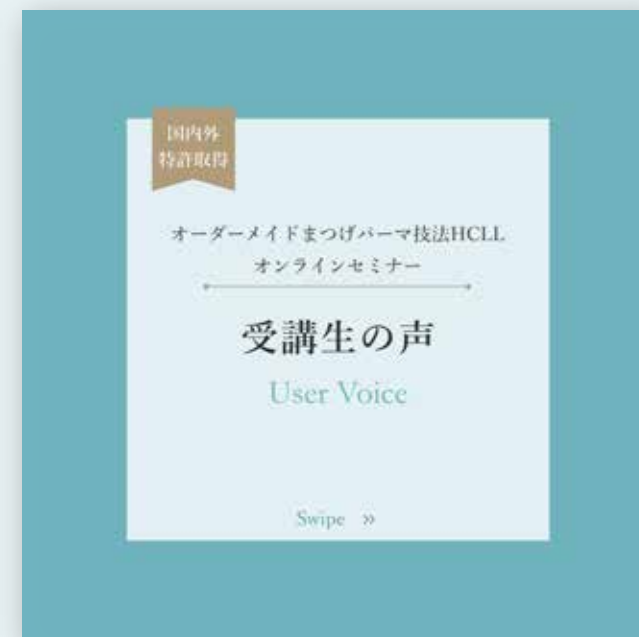 国内外
特許取得
オーダーメイドまつげパーマ技法HCLL
オンラインセミナー
受講生の声
User Voice
Swipe »